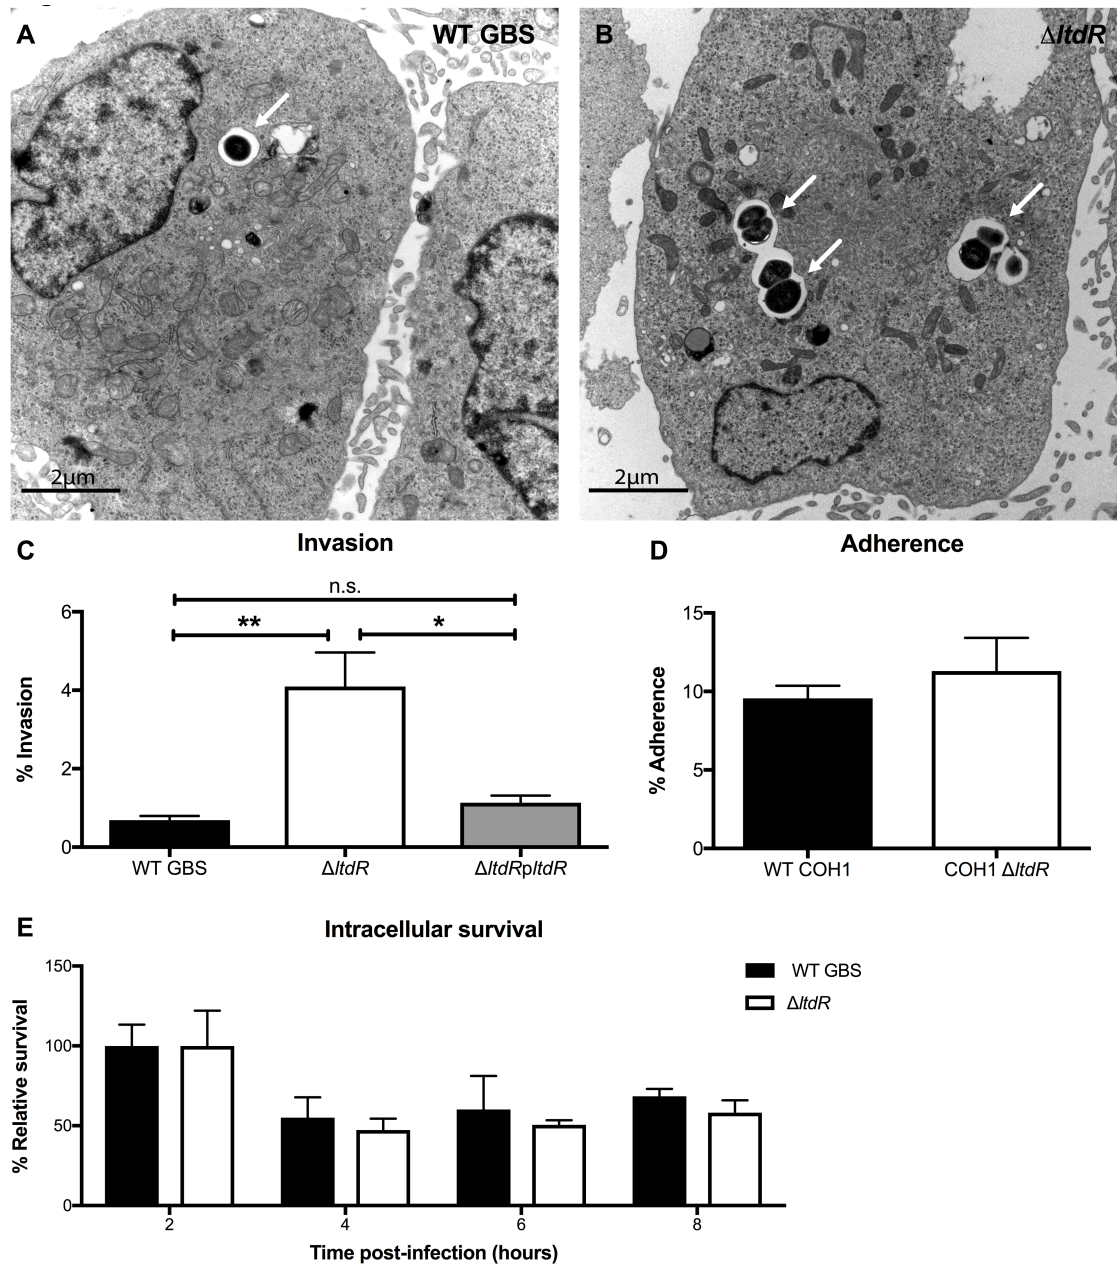 A
WT GBS
2μm
B
ΔltdR
2μm
C
Invasion
n.s.
**
*
6
4
2
0
% Invasion
WT GBS
ΔltdR
ΔltdRpltdR
D
Adherence
15
10
5
0
% Adherence
WT COH1
COH1 ΔltdR
E
Intracellular survival
150
100
50
0
% Relative survival
WT GBS
ΔltdR
2
4
6
8
Time post-infection (hours)